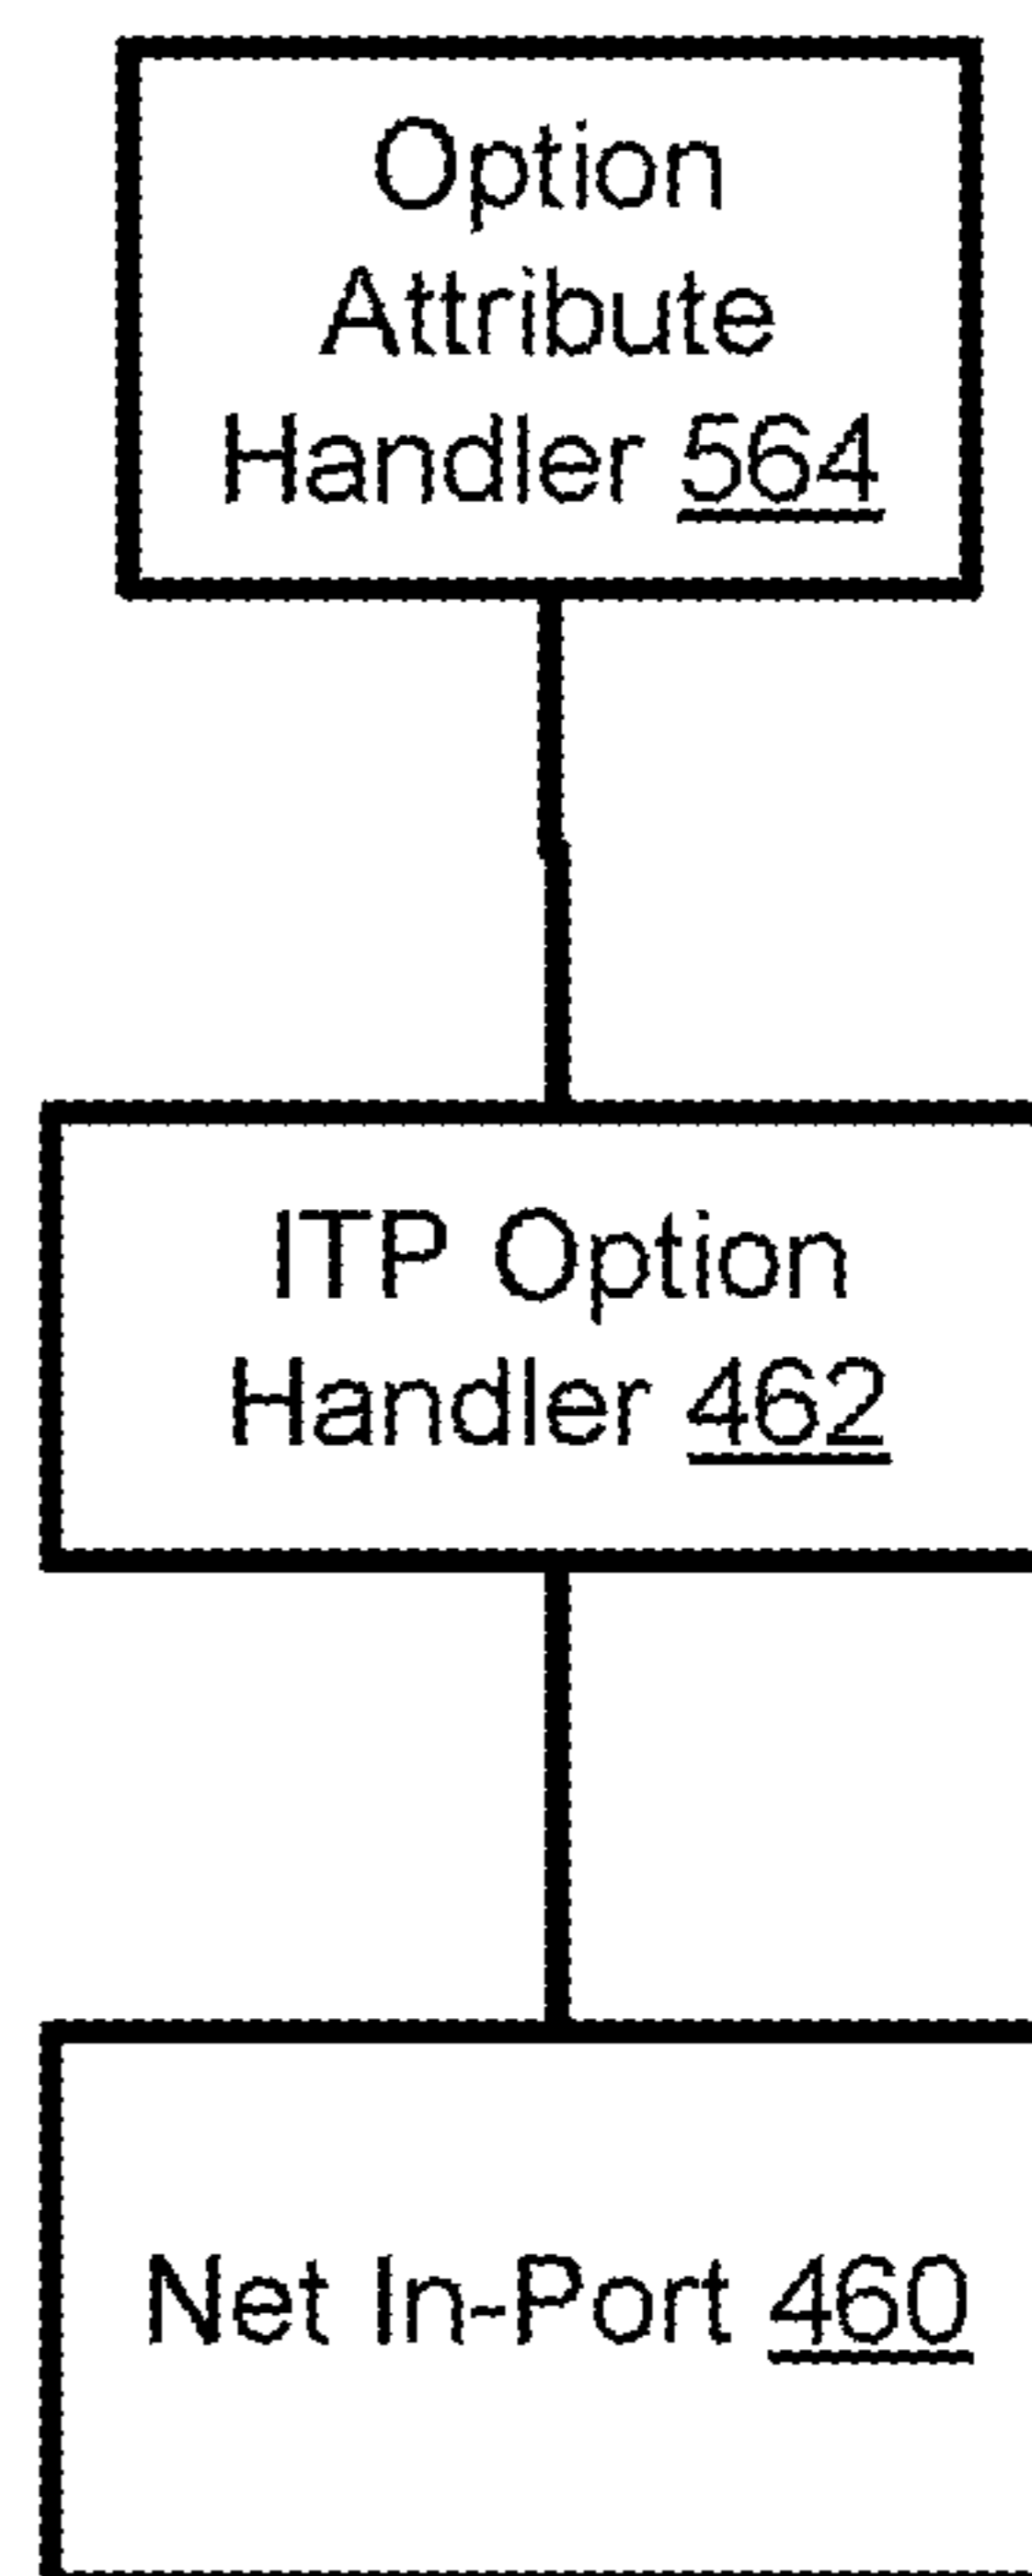 Option
Attribute
Handler 564
ITP Option
Handler 462
Net In-Port 460